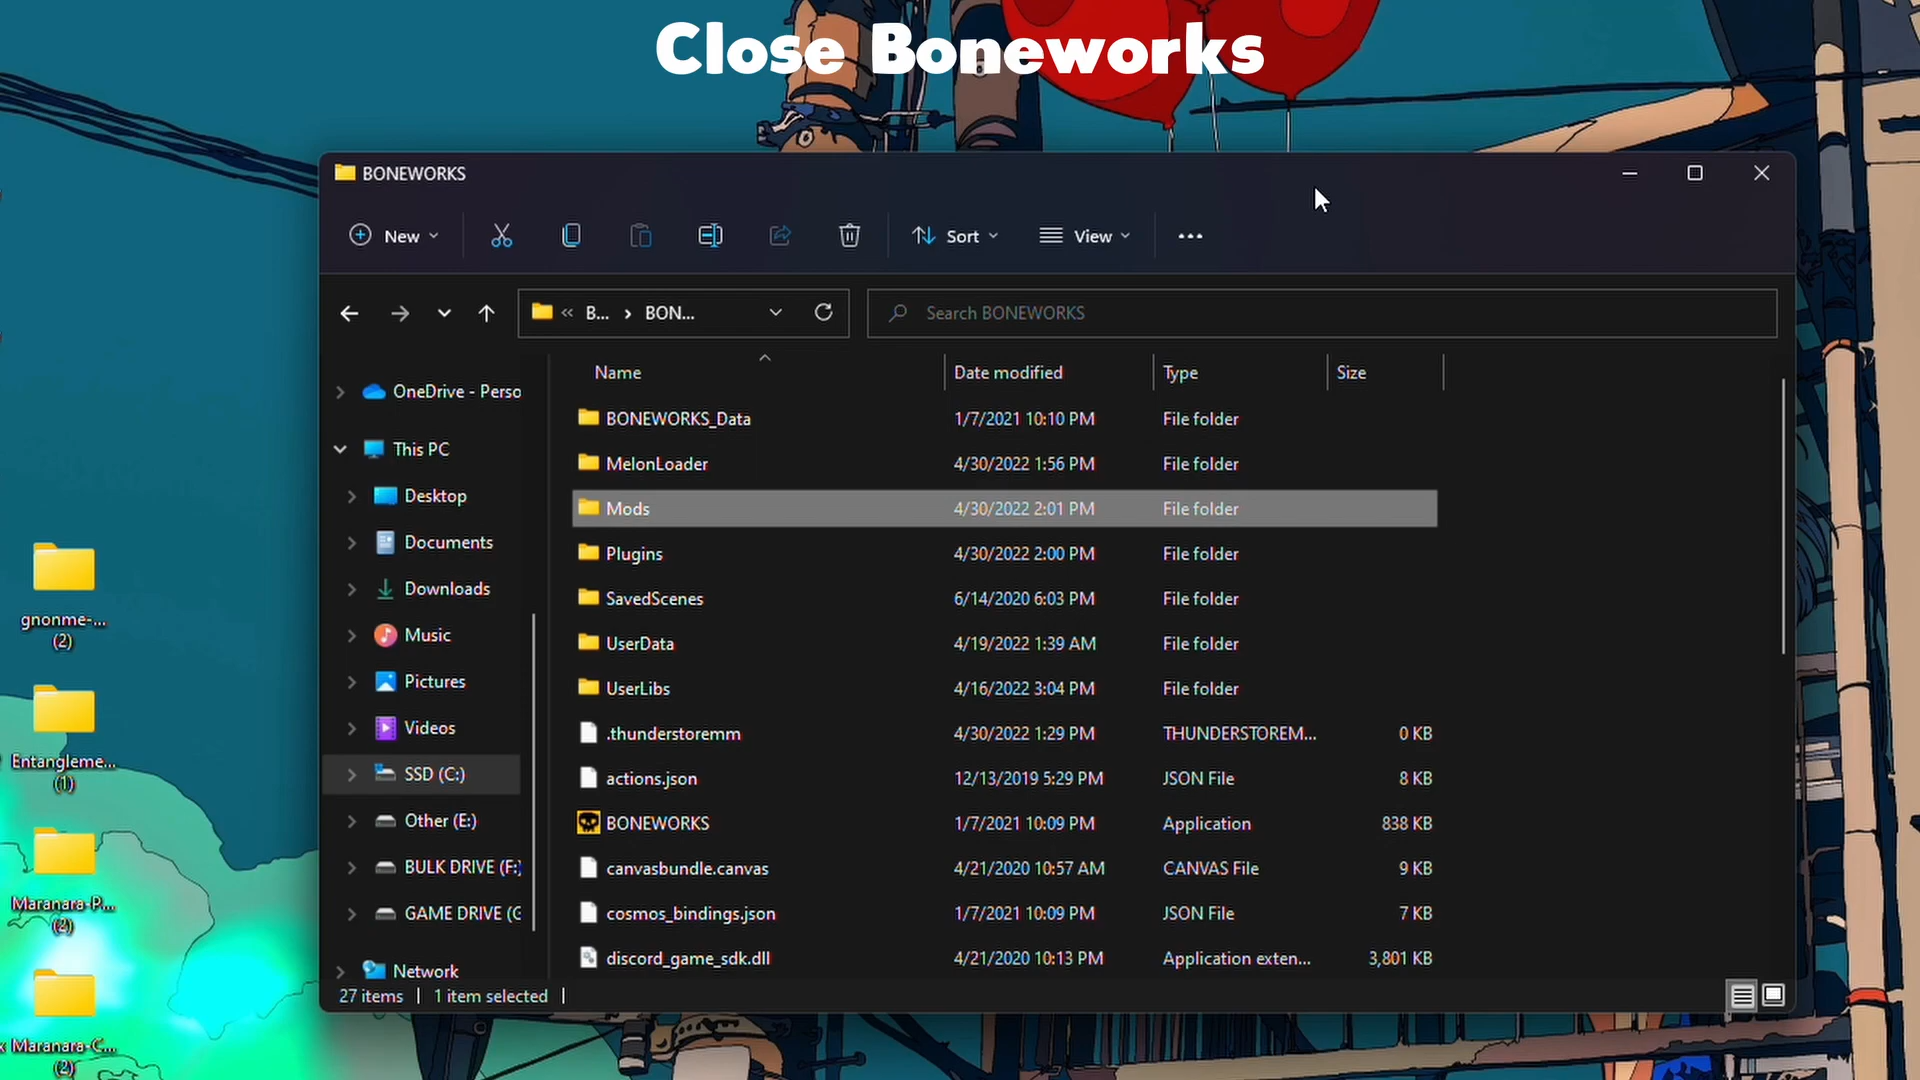 Close Boneworks
BONEWORKS
New
Sort
View
B... BON...
Search BONEWORKS
Name Date modified Type Size
OneDrive - Perso
This PC
Desktop
Documents
Downloads
Music
Pictures
Videos
SSD (C:)
Other (E:)
BULK DRIVE (F:)
GAME DRIVE (G
Network
BONEWORKS_Data 1/7/2021 10:10 PM File folder
MelonLoader 4/30/2022 1:56 PM File folder
Mods 4/30/2022 2:01 PM File folder
Plugins 4/30/2022 2:00 PM File folder
SavedScenes 6/14/2020 6:03 PM File folder
UserData 4/19/2022 1:39 AM File folder
UserLibs 4/16/2022 3:04 PM File folder
.thunderstoremm 4/30/2022 1:29 PM THUNDERSTOREM... 0 KB
actions.json 12/13/2019 5:29 PM JSON File 8 KB
BONEWORKS 1/7/2021 10:09 PM Application 838 KB
canvasbundle.canvas 4/21/2020 10:57 AM CANVAS File 9 KB
cosmos_bindings.json 1/7/2021 10:09 PM JSON File 7 KB
discord_game_sdk.dll 4/21/2020 10:13 PM Application exten... 3,801 KB
27 items | 1 item selected |
gnonme-...
(2)
Entangleme...
(1)
Maranara-P...
(2)
x Maranara-C...
(2)